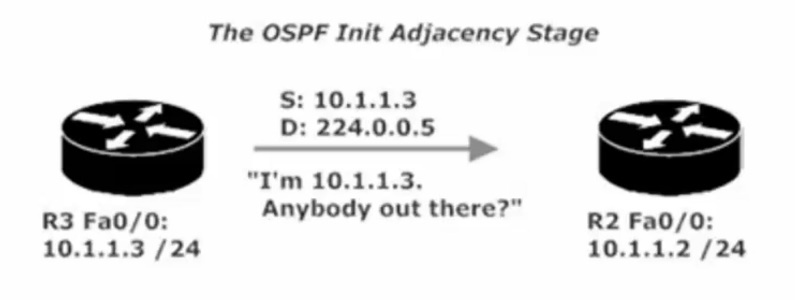 The OSPF Init Adjacency Stage
S: 10.1.1.3
D: 224.0.0.5
"I'm 10.1.1.3.
Anybody out there?"
R3 Fa0/0:
10.1.1.3 /24
R2 Fa0/0:
10.1.1.2 /24